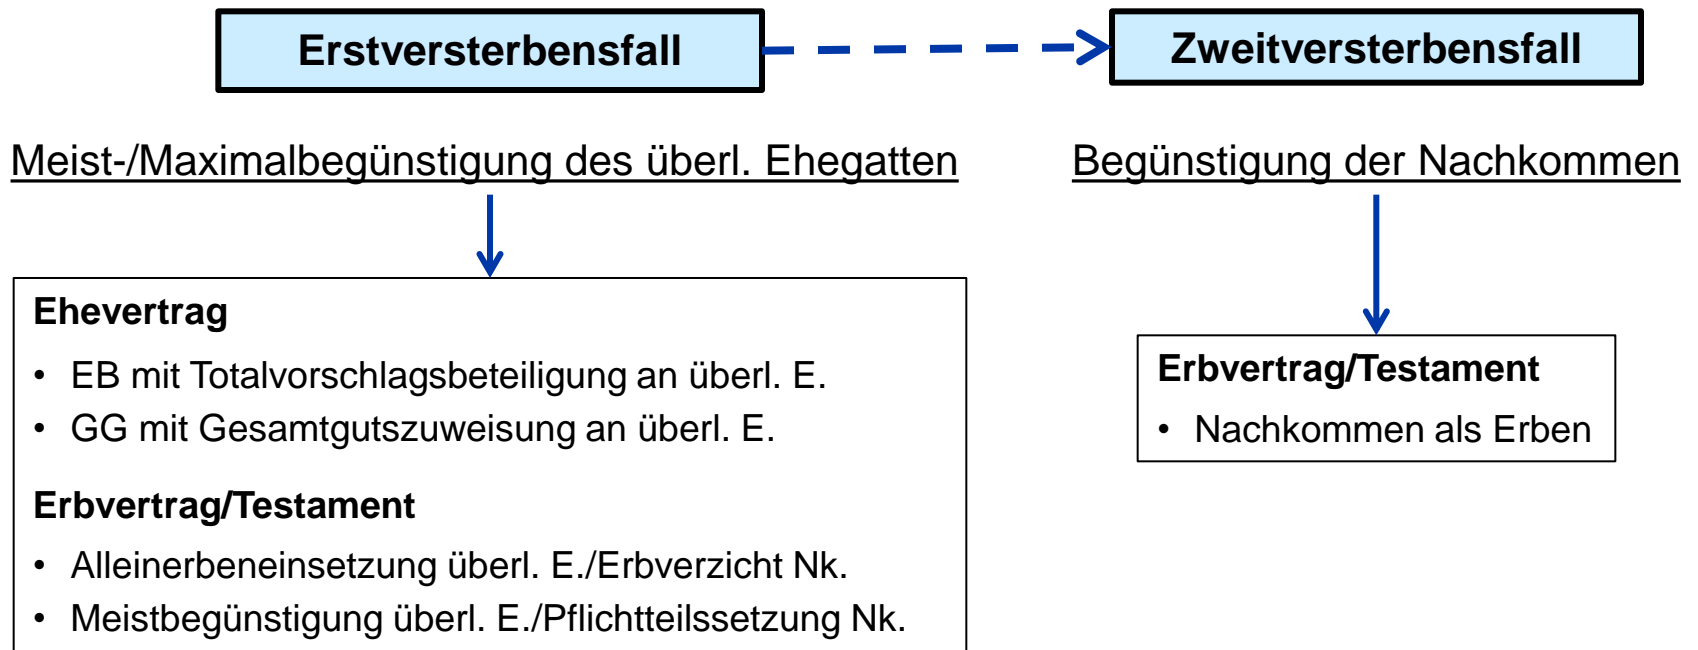 Erstversterbensfall
Zweitversterbensfall
Meist-/Maximalbegünstigung des überl. Ehegatten
Begünstigung der Nachkommen
Ehevertrag
• EB mit Totalvorschlagsbeteiligung an überl. E.
• GG mit Gesamtgutszuweisung an überl. E.
Erbvertrag/Testament
• Alleinerbeneinsetzung überl. E./Erbverzicht Nk.
• Meistbegünstigung überl. E./Pflichtteilssetzung Nk.
Erbvertrag/Testament
• Nachkommen als Erben